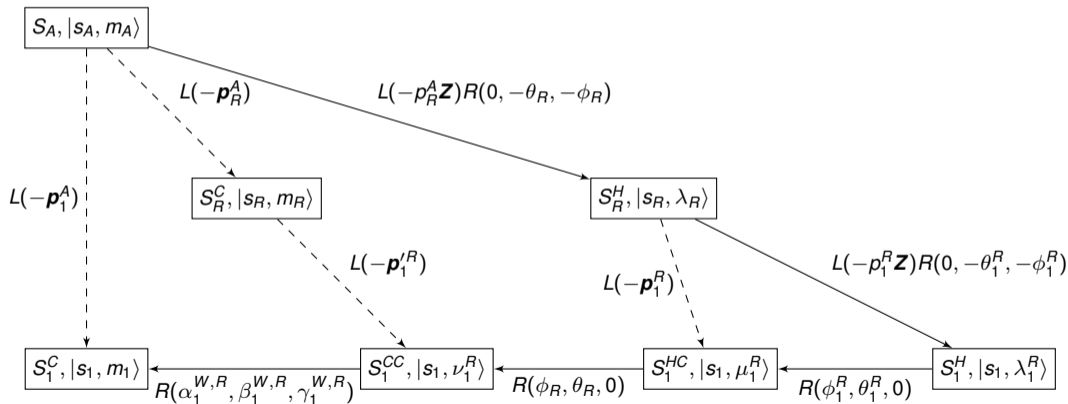 S_A, |s_A, m_A⟩
L(−p_R^A)
L(−p_R^A Z)R(0, −θ_R, −ϕ_R)
L(−p_1^A)
S_R^C, |s_R, m_R⟩
S_R^H, |s_R, λ_R⟩
L(−p′_1^R)
L(−p_1^R)
L(−p_1^R Z)R(0, −θ_1^R, −ϕ_1^R)
S_1^C, |s_1, m_1⟩
R(α_1^{W,R}, β_1^{W,R}, γ_1^{W,R})
S_1^{CC}, |s_1, ν_1^R⟩
R(ϕ_R, θ_R, 0)
S_1^{HC}, |s_1, μ_1^R⟩
R(ϕ_1^R, θ_1^R, 0)
S_1^H, |s_1, λ_1^R⟩